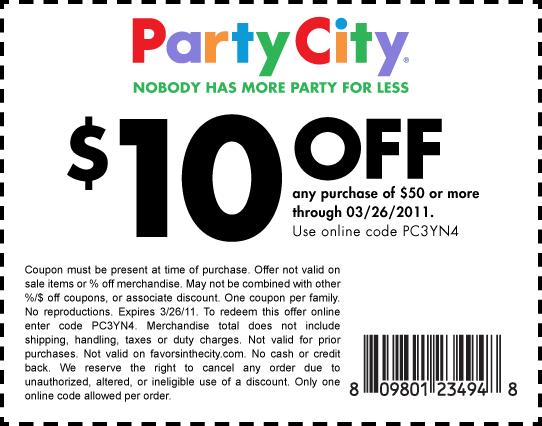 Party City®
NOBODY HAS MORE PARTY FOR LESS
$10 OFF
any purchase of $50 or more
through 03/26/2011.
Use online code PC3YN4
Coupon must be present at time of purchase. Offer not valid on
sale items or % off merchandise. May not be combined with other
%/$ off coupons, or associate discount. One coupon per family.
No reproductions. Expires 3/26/11. To redeem this offer online
enter code PC3YN4. Merchandise total does not include
shipping, handling, taxes or duty charges. Not valid for prior
purchases. Not valid on favorsinthecity.com. No cash or credit
back. We reserve the right to cancel any order due to
unauthorized, altered, or ineligible use of a discount. Only one
online code allowed per order.
8 09801 23494 8